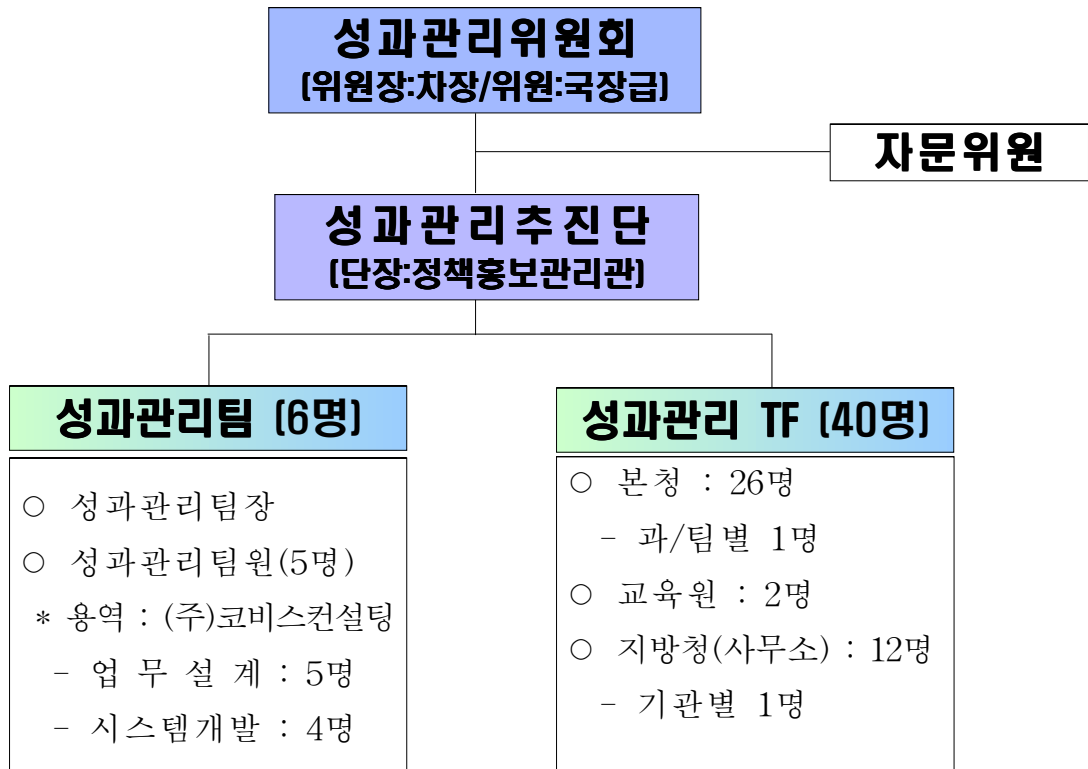 성과관리위원회
(위원장:차장/위원:국장급)
자문위원
성과관리추진단
(단장:정책홍보관리관)
성과관리팀 (6명)
○ 성과관리팀장
○ 성과관리팀원(5명)
* 용역 : (주)코비스컨설팅
- 업 무 설 계 : 5명
- 시스템개발 : 4명
성과관리 TF (40명)
○ 본청 : 26명
- 과/팀별 1명
○ 교육원 : 2명
○ 지방청(사무소) : 12명
- 기관별 1명